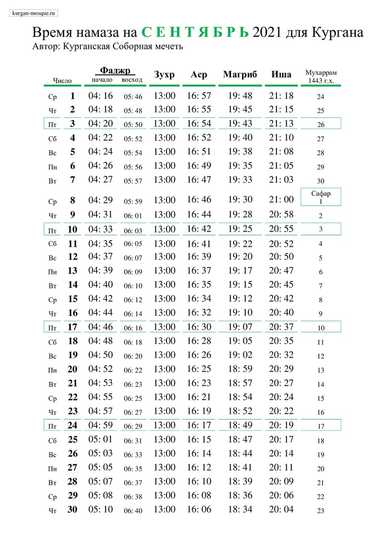 kurgan-mosque.ru
Время намаза на СЕНТЯБРЬ 2021 для Кургана
Автор: Курганская Соборная мечеть
Число Фаджр начало восход Зухр Аср Магриб Иша Мухаррам 1443 г.х.
Ср 1 04: 16 05: 46 13:00 16: 57 19: 48 21: 18 24
Чт 2 04: 18 05: 48 13:00 16: 55 19: 45 21: 15 25
Пт 3 04: 20 05: 50 13:00 16: 54 19: 43 21: 13 26
Сб 4 04: 22 05: 52 13:00 16: 52 19: 40 21: 10 27
Вс 5 04: 24 05: 54 13:00 16: 51 19: 38 21: 08 28
Пн 6 04: 26 05: 56 13:00 16: 49 19: 35 21: 05 29
Вт 7 04: 27 05: 57 13:00 16: 47 19: 33 21: 03 30
Ср 8 04: 29 05: 59 13:00 16: 46 19: 30 21: 00 Сафар 1
Чт 9 04: 31 06: 01 13:00 16: 44 19: 28 20: 58 2
Пт 10 04: 33 06: 03 13:00 16: 42 19: 25 20: 55 3
Сб 11 04: 35 06: 05 13:00 16: 41 19: 22 20: 52 4
Вс 12 04: 37 06: 07 13:00 16: 39 19: 20 20: 50 5
Пн 13 04: 39 06: 09 13:00 16: 37 19: 17 20: 47 6
Вт 14 04: 40 06: 10 13:00 16: 35 19: 15 20: 45 7
Ср 15 04: 42 06: 12 13:00 16: 34 19: 12 20: 42 8
Чт 16 04: 44 06: 14 13:00 16: 32 19: 10 20: 40 9
Пт 17 04: 46 06: 16 13:00 16: 30 19: 07 20: 37 10
Сб 18 04: 48 06: 18 13:00 16: 28 19: 05 20: 35 11
Вс 19 04: 50 06: 20 13:00 16: 26 19: 02 20: 32 12
Пн 20 04: 52 06: 22 13:00 16: 25 18: 59 20: 29 13
Вт 21 04: 53 06: 23 13:00 16: 23 18: 57 20: 27 14
Ср 22 04: 55 06: 25 13:00 16: 21 18: 54 20: 24 15
Чт 23 04: 57 06: 27 13:00 16: 19 18: 52 20: 22 16
Пт 24 04: 59 06: 29 13:00 16: 17 18: 49 20: 19 17
Сб 25 05: 01 06: 31 13:00 16: 15 18: 47 20: 17 18
Вс 26 05: 03 06: 33 13:00 16: 14 18: 44 20: 14 19
Пн 27 05: 05 06: 35 13:00 16: 12 18: 41 20: 11 20
Вт 28 05: 07 06: 37 13:00 16: 10 18: 39 20: 09 21
Ср 29 05: 08 06: 38 13:00 16: 08 18: 36 20: 06 22
Чт 30 05: 10 06: 40 13:00 16: 06 18: 34 20: 04 23